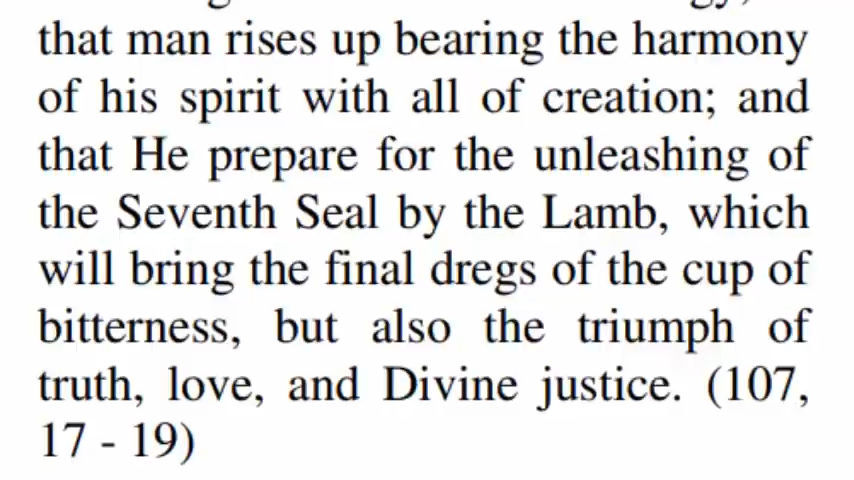 that man rises up bearing the harmony
of his spirit with all of creation; and
that He prepare for the unleashing of
the Seventh Seal by the Lamb, which
will bring the final dregs of the cup of
bitterness, but also the triumph of
truth, love, and Divine justice. (107,
17 - 19)